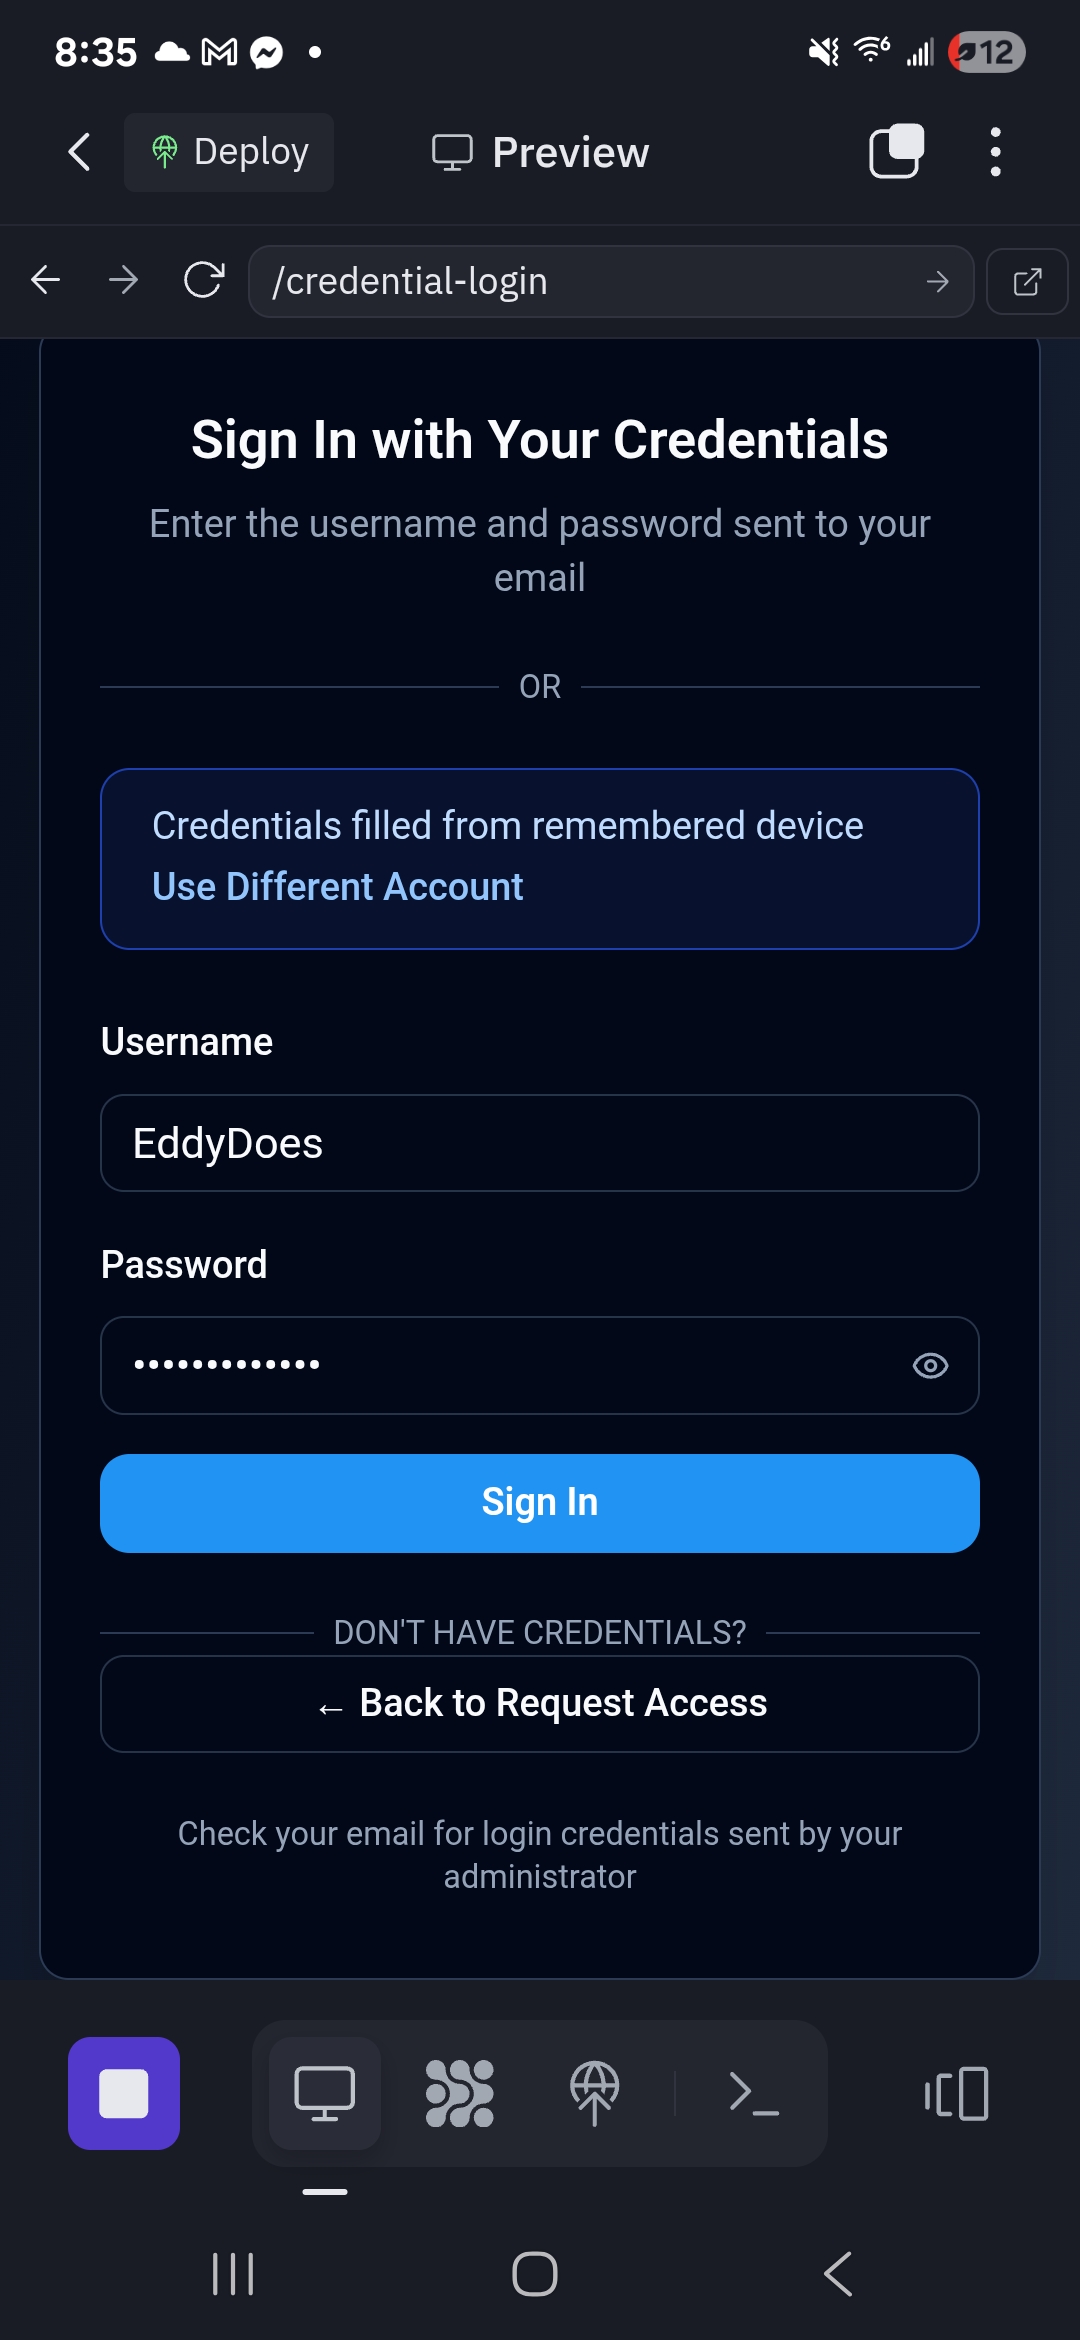 8:35
6
12
Deploy
Preview
/credential-login
Sign In with Your Credentials
Enter the username and password sent to your
email
OR
Credentials filled from remembered device
Use Different Account
Username
EddyDoes
Password
•••••••••••••
Sign In
DON'T HAVE CREDENTIALS?
← Back to Request Access
Check your email for login credentials sent by your
administrator